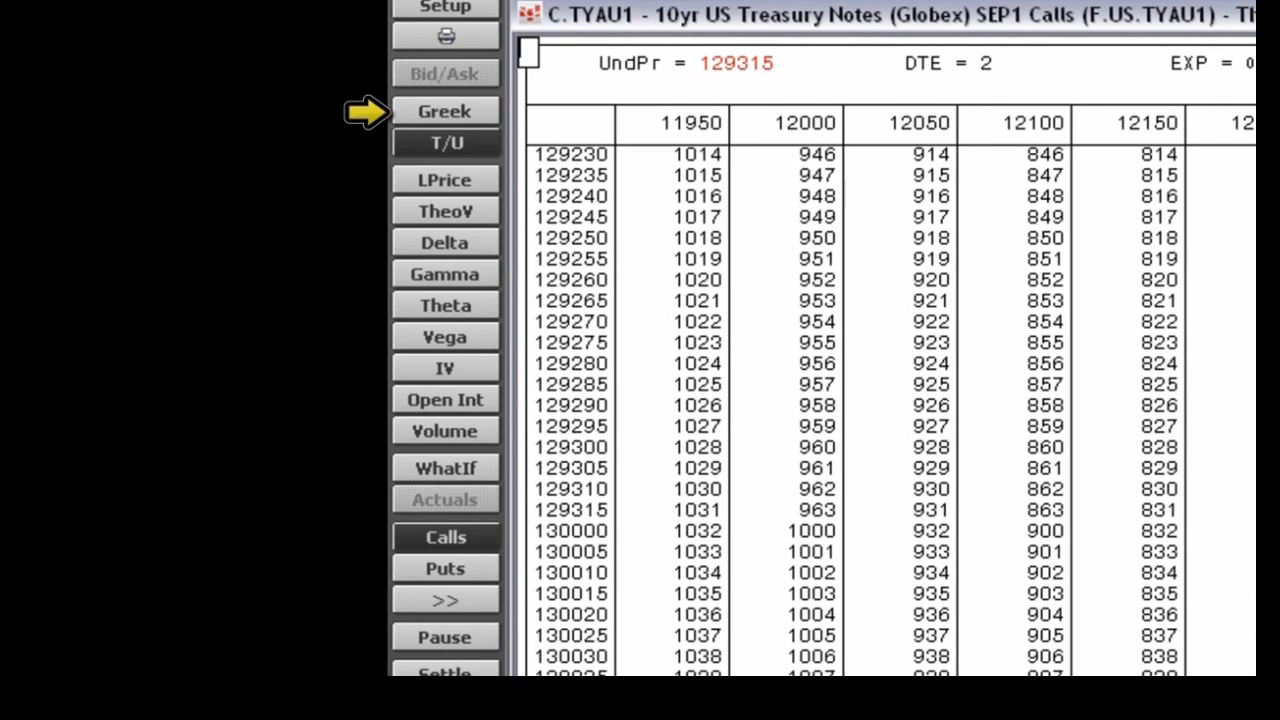 Setup
Bid/Ask
Greek
T/U
LPrice
TheoV
Delta
Gamma
Theta
Vega
IV
Open Int
Volume
WhatIf
Actuals
Calls
Puts
>>
Pause
Settle
C.TYAU1 - 10yr US Treasury Notes (Globex) SEP1 Calls (F.US.TYAU1) - Th
UndPr = 129315 DTE = 2 EXP = 0
11950 12000 12050 12100 12150 12
129230 1014 946 914 846 814
129235 1015 947 915 847 815
129240 1016 948 916 848 816
129245 1017 949 917 849 817
129250 1018 950 918 850 818
129255 1019 951 919 851 819
129260 1020 952 920 852 820
129265 1021 953 921 853 821
129270 1022 954 922 854 822
129275 1023 955 923 855 823
129280 1024 956 924 856 824
129285 1025 957 925 857 825
129290 1026 958 926 858 826
129295 1027 959 927 859 827
129300 1028 960 928 860 828
129305 1029 961 929 861 829
129310 1030 962 930 862 830
129315 1031 963 931 863 831
130000 1032 1000 932 900 832
130005 1033 1001 933 901 833
130010 1034 1002 934 902 834
130015 1035 1003 935 903 835
130020 1036 1004 936 904 836
130025 1037 1005 937 905 837
130030 1038 1006 938 906 838